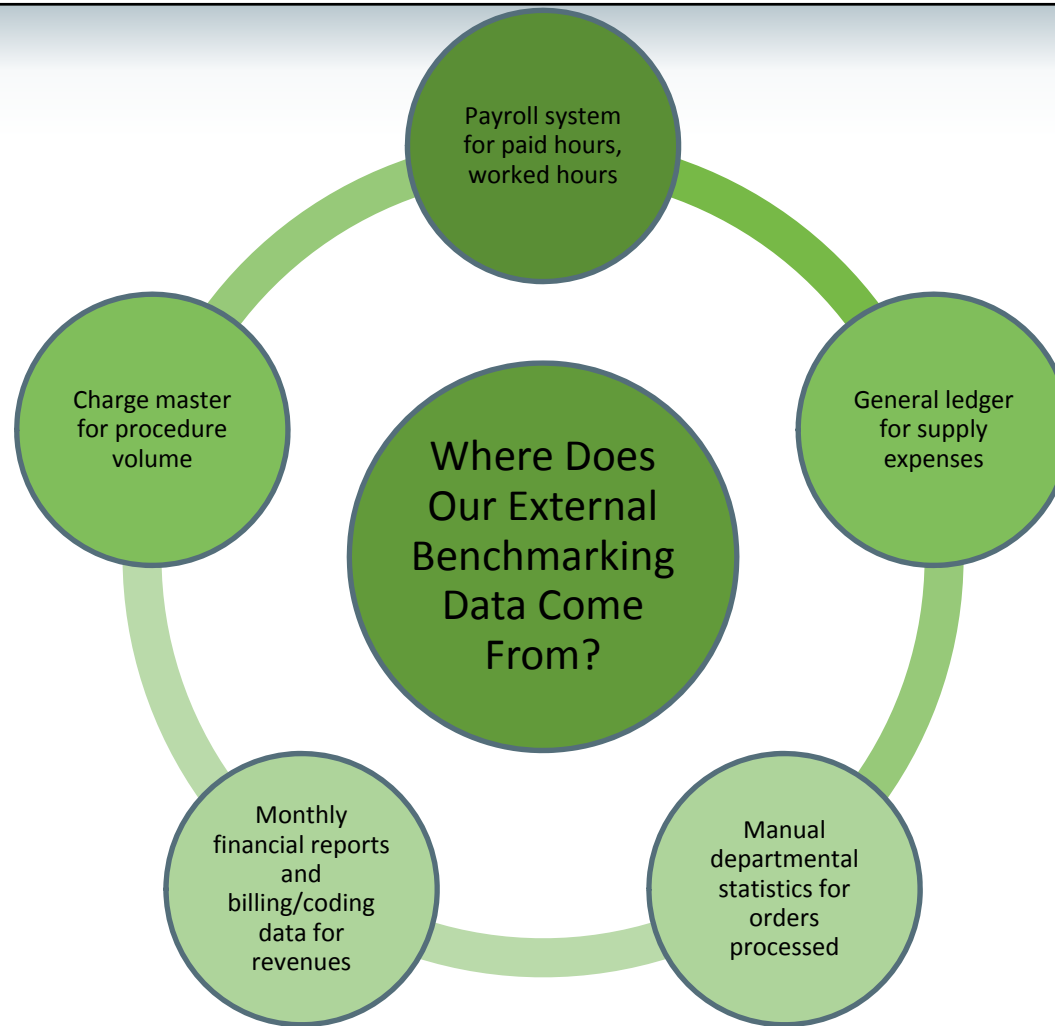 Payroll system
for paid hours,
worked hours
Charge master
for procedure
volume
General ledger
for supply
expenses
Where Does
Our External
Benchmarking
Data Come
From?
Monthly
financial reports
and
billing/coding
data for
revenues
Manual
departmental
statistics for
orders
processed